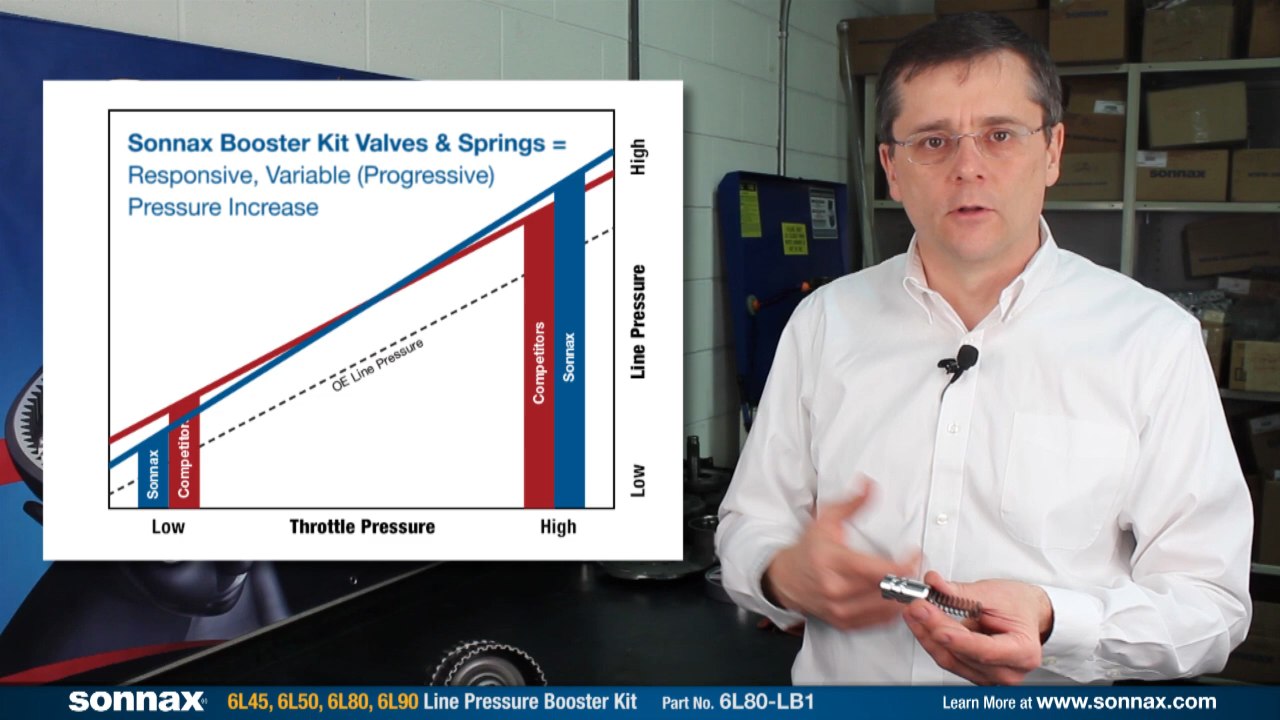 Sonnax Booster Kit Valves & Springs =
Responsive, Variable (Progressive)
Pressure Increase
High
Line Pressure
Low
OE Line Pressure
Sonnax
Competitor
Competitors
Sonnax
Low
Throttle Pressure
High
sonnax
sonnax 6L45, 6L50, 6L80, 6L90 Line Pressure Booster Kit Part No. 6L80-LB1 Learn More at www.sonnax.com